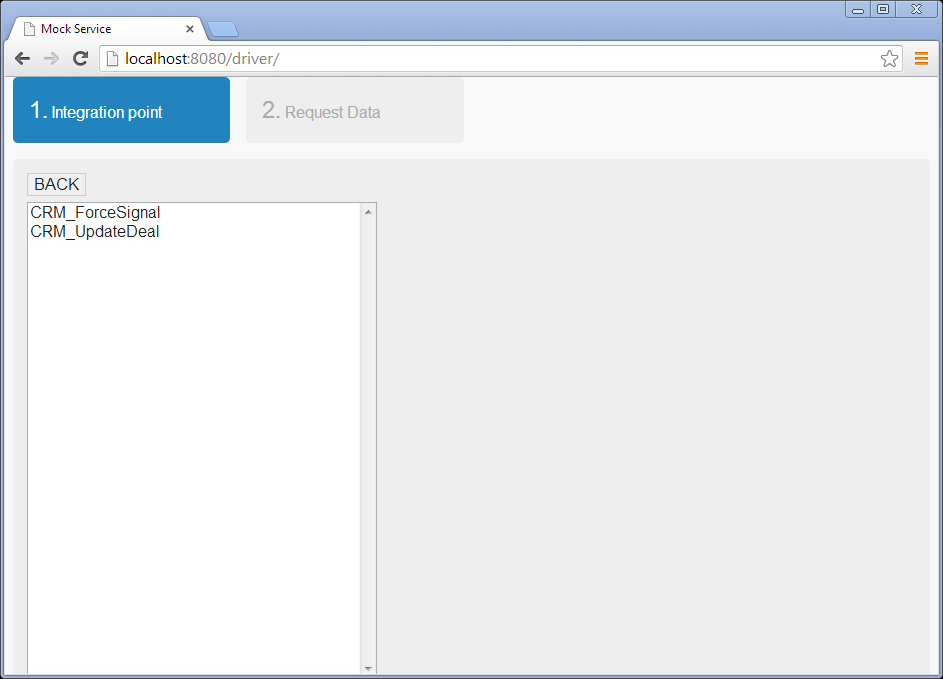 Mock Service
localhost:8080/driver/
1. Integration point
2. Request Data
BACK
CRM_ForceSignal
CRM_UpdateDeal